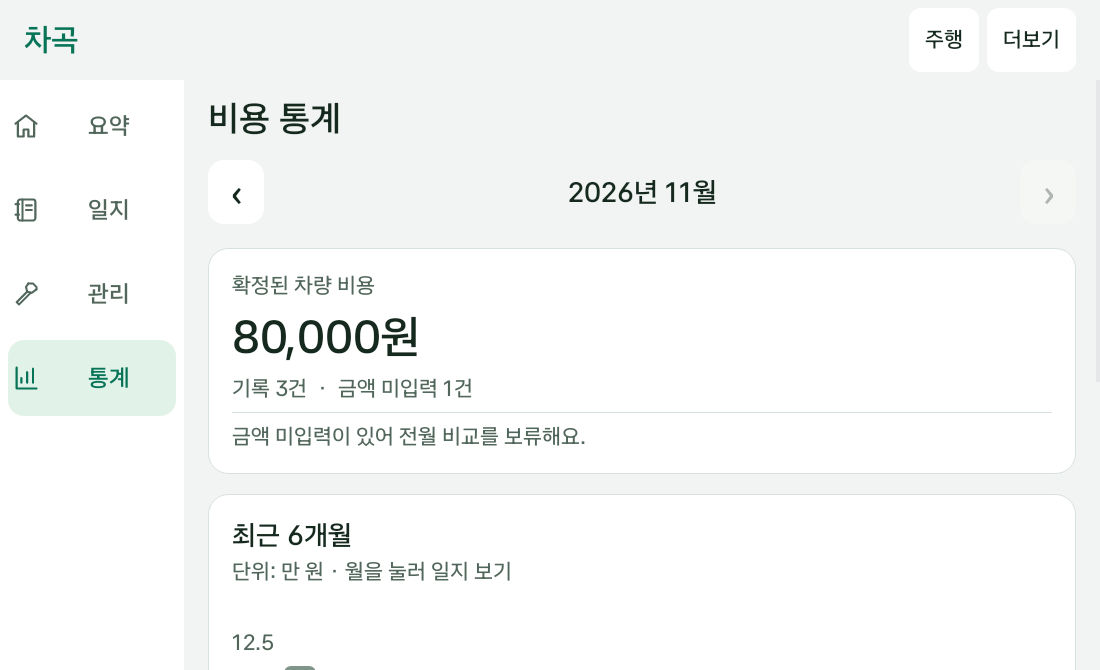 차곡
주행
더보기
요약
일지
관리
통계
비용 통계
2026년 11월
확정된 차량 비용
80,000원
기록 3건 · 금액 미입력 1건
금액 미입력이 있어 전월 비교를 보류해요.
최근 6개월
단위: 만 원 · 월을 눌러 일지 보기
12.5